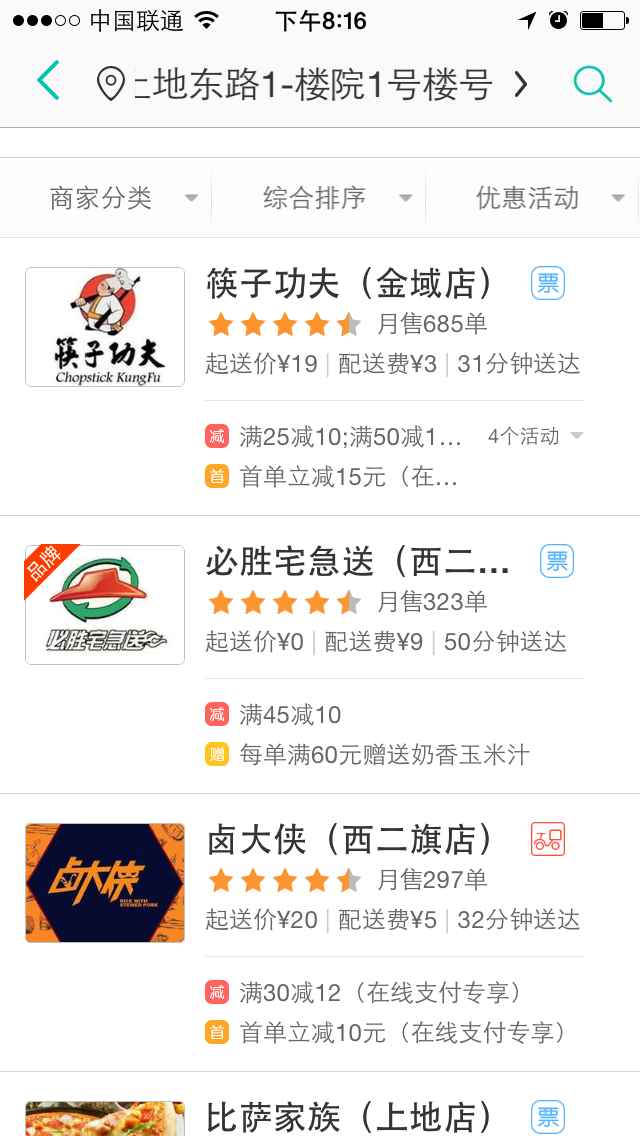 中国联通 下午8:16
土地东路1-楼院1号楼号
商家分类 综合排序 优惠活动
筷子功夫（金域店） 票
筷子功夫
Chopstick KungFu
月售685单
起送价¥19 | 配送费¥3 | 31分钟送达
减 满25减10;满50减1... 4个活动
首 首单立减15元（在...
品牌
必胜宅急送
必胜宅急送（西二... 票
月售323单
起送价¥0 | 配送费¥9 | 50分钟送达
减 满45减10
赠 每单满60元赠送奶香玉米汁
卤大侠
RICE WITH
STEWED PORK
卤大侠（西二旗店）
月售297单
起送价¥20 | 配送费¥5 | 32分钟送达
减 满30减12（在线支付专享）
首 首单立减10元（在线支付专享）
比萨家族（上地店） 票